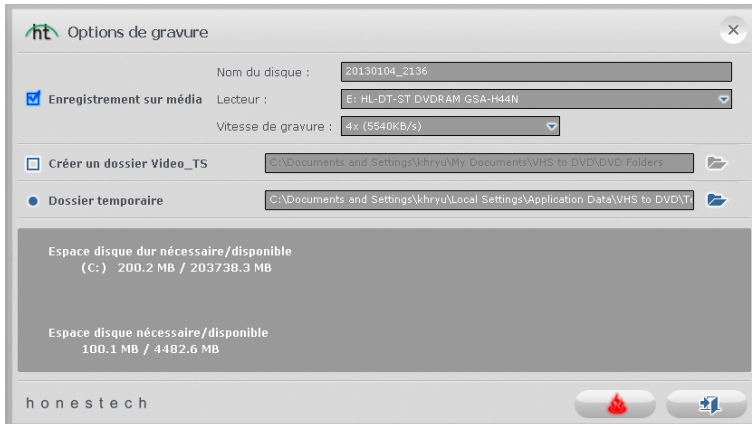 ht Options de gravure
Nom du disque : 20130104_2136
Enregistrement sur média Lecteur : E: HL-DT-ST DVDRAM GSA-H44N
Vitesse de gravure : 4x (5540KB/s)
Créer un dossier Video_TS C:\Documents and Settings\khryu\My Documents\VHS to DVD\DVD Folders
Dossier temporaire C:\Documents and Settings\khryu\Local Settings\Application Data\VHS to DVD\T
Espace disque dur nécessaire/disponible
(C:) 200.2 MB / 203738.3 MB
Espace disque nécessaire/disponible
100.1 MB / 4482.6 MB
honestech